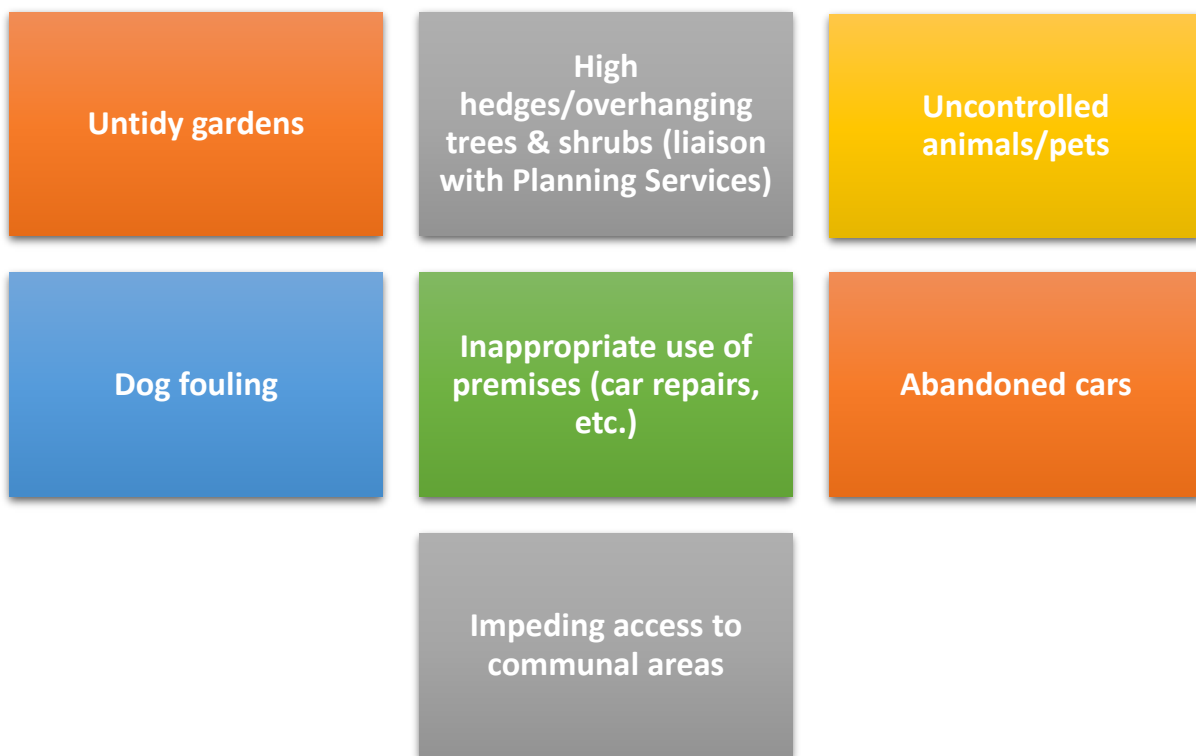 Untidy gardens
High
hedges/overhanging
trees & shrubs (liaison
with Planning Services)
Uncontrolled
animals/pets
Dog fouling
Inappropriate use of
premises (car repairs,
etc.)
Abandoned cars
Impeding access to
communal areas